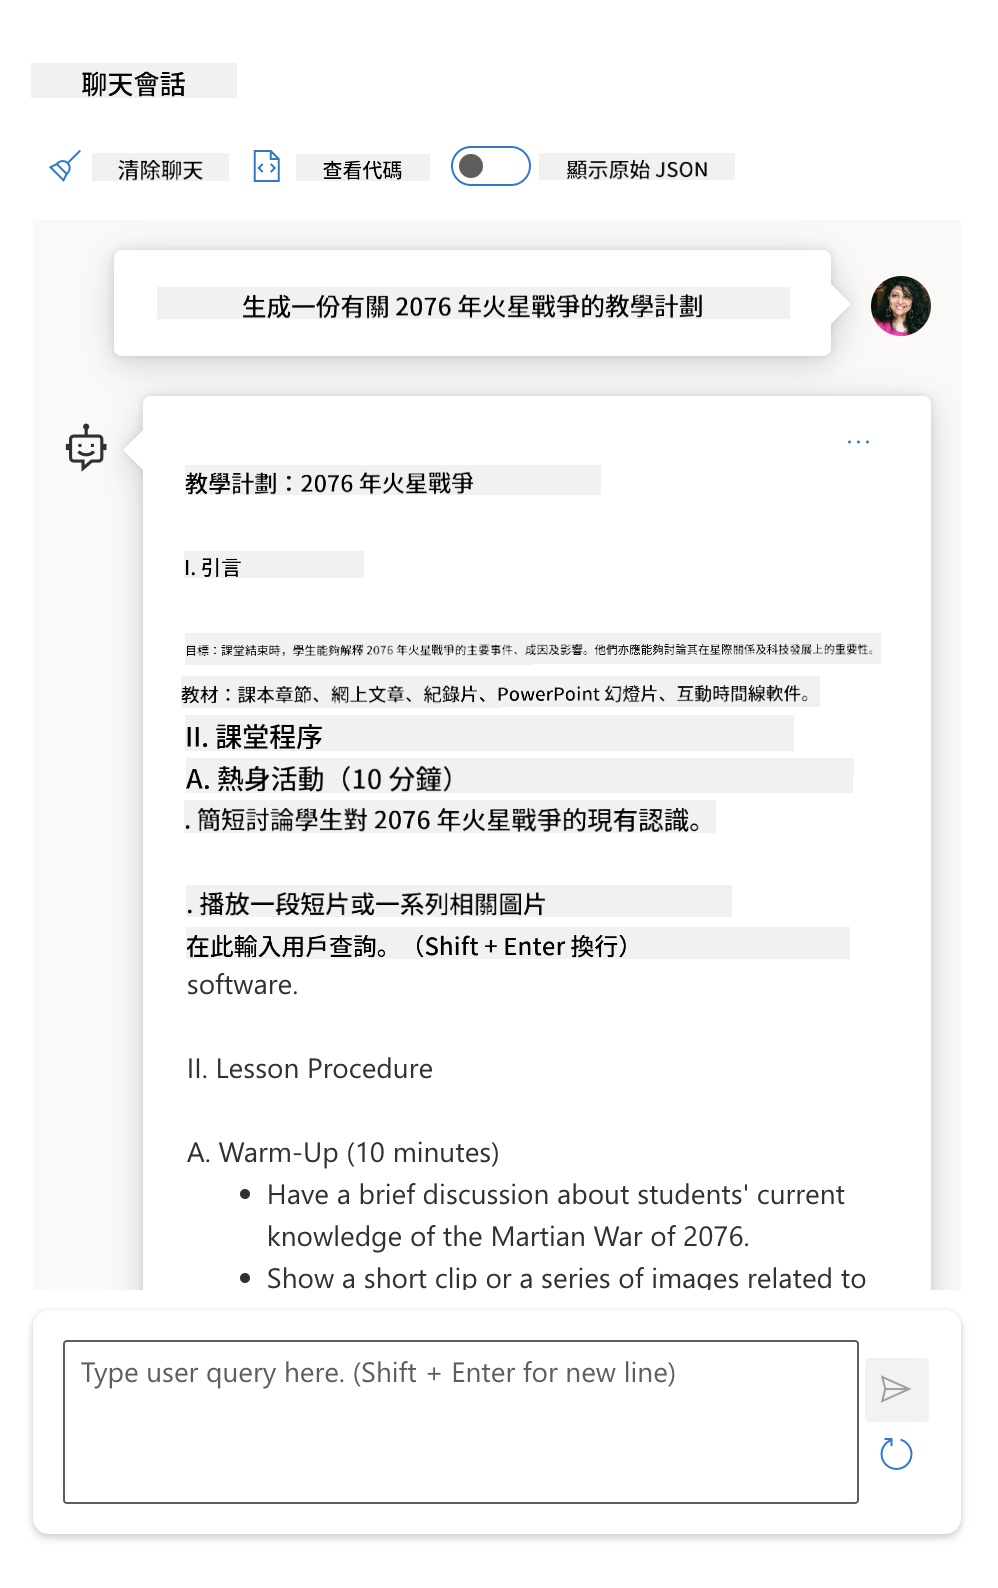 聊天會話
清除聊天 查看代碼 顯示原始 JSON
生成一份有關 2076 年火星戰爭的教學計劃
教學計劃：2076 年火星戰爭
I. 引言
目標：課堂結束時，學生能夠解釋 2076 年火星戰爭的主要事件、成因及影響。他們亦應能夠討論其在星際關係及科技發展上的重要性。
教材：課本章節、網上文章、紀錄片、PowerPoint 幻燈片、互動時間線軟件。
II. 課堂程序
A. 熱身活動（10 分鐘）
. 簡短討論學生對 2076 年火星戰爭的現有認識。
. 播放一段短片或一系列相關圖片
在此輸入用戶查詢。（Shift + Enter 換行）
software.
II. Lesson Procedure
A. Warm-Up (10 minutes)
• Have a brief discussion about students' current
knowledge of the Martian War of 2076.
• Show a short clip or a series of images related to
Type user query here. (Shift + Enter for new line)